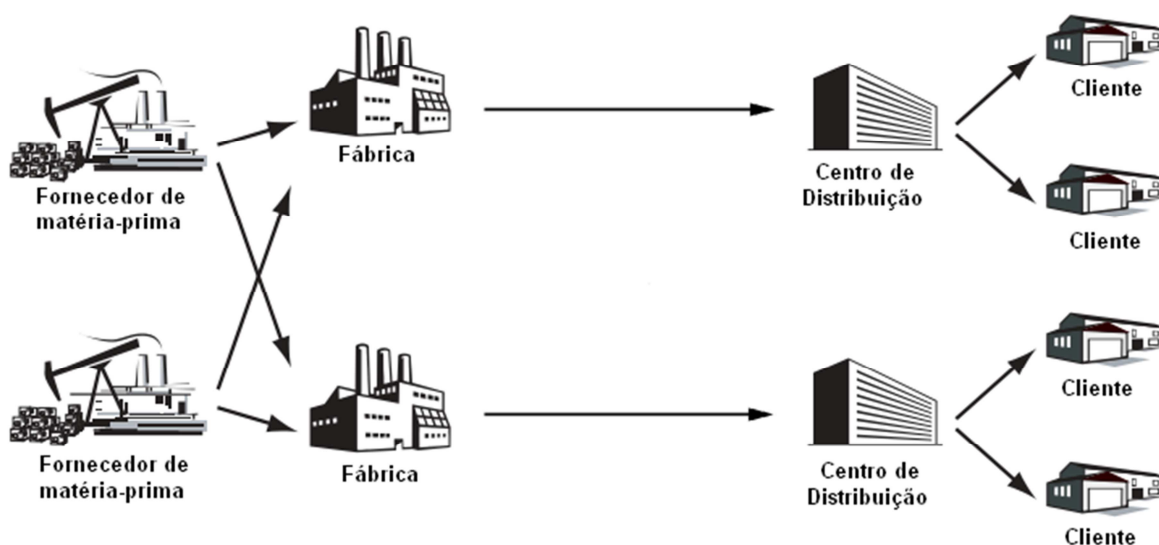 Cliente
Fábrica
Centro de
Distribuição
Fornecedor de
matéria-prima
Cliente
Cliente
Fornecedor de
matéria-prima
Fábrica
Centro de
Distribuição
Cliente